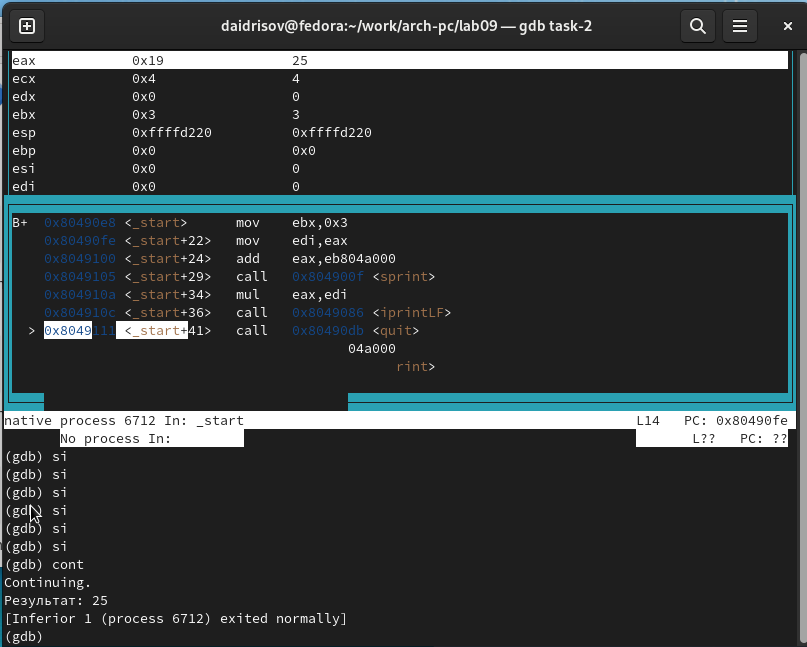 daidrisov@fedora:~/work/arch-pc/lab09 — gdb task-2
eax 0x19 25
ecx 0x4 4
edx 0x0 0
ebx 0x3 3
esp 0xffffd220 0xffffd220
ebp 0x0 0x0
esi 0x0 0
edi 0x0 0
B+ 0x80490e8 <_start> mov ebx,0x3
0x80490fe <_start+22> mov edi,eax
0x8049100 <_start+24> add eax,eb804a000
0x8049105 <_start+29> call 0x804900f <sprint>
0x804910a <_start+34> mul eax,edi
0x804910c <_start+36> call 0x8049086 <iprintLF>
> 0x8049111 <_start+41> call 0x80490db <quit>
04a000
rint>
native process 6712 In: _start L14 PC: 0x80490fe
No process In: L?? PC: ??
(gdb) si
(gdb) si
(gdb) si
(gdb) si
(gdb) si
(gdb) si
(gdb) cont
Continuing.
Результат: 25
[Inferior 1 (process 6712) exited normally]
(gdb)